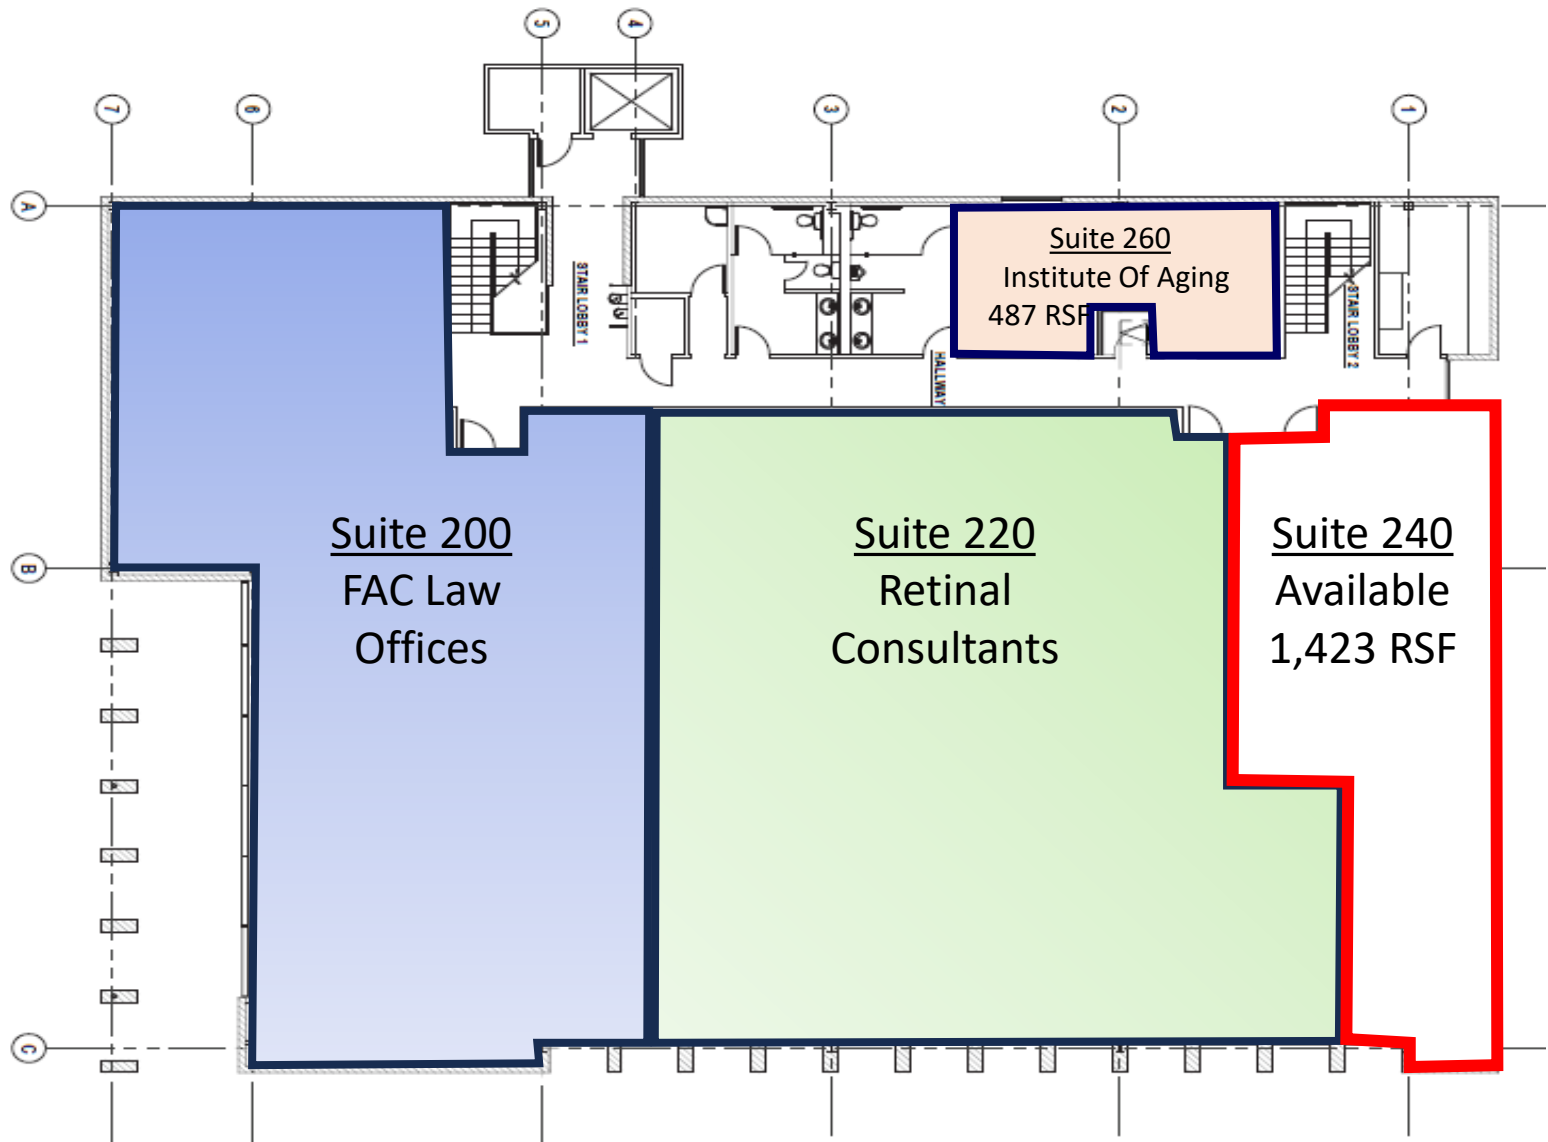 5
4
7
6
3
2
1
A
Suite 260
Institute Of Aging
487 RSF
STAIR LOBBY 1
STAIR LOBBY 2
HALLWAY
Suite 200
FAC Law
Offices
Suite 220
Retinal
Consultants
Suite 240
Available
1,423 RSF
B
C